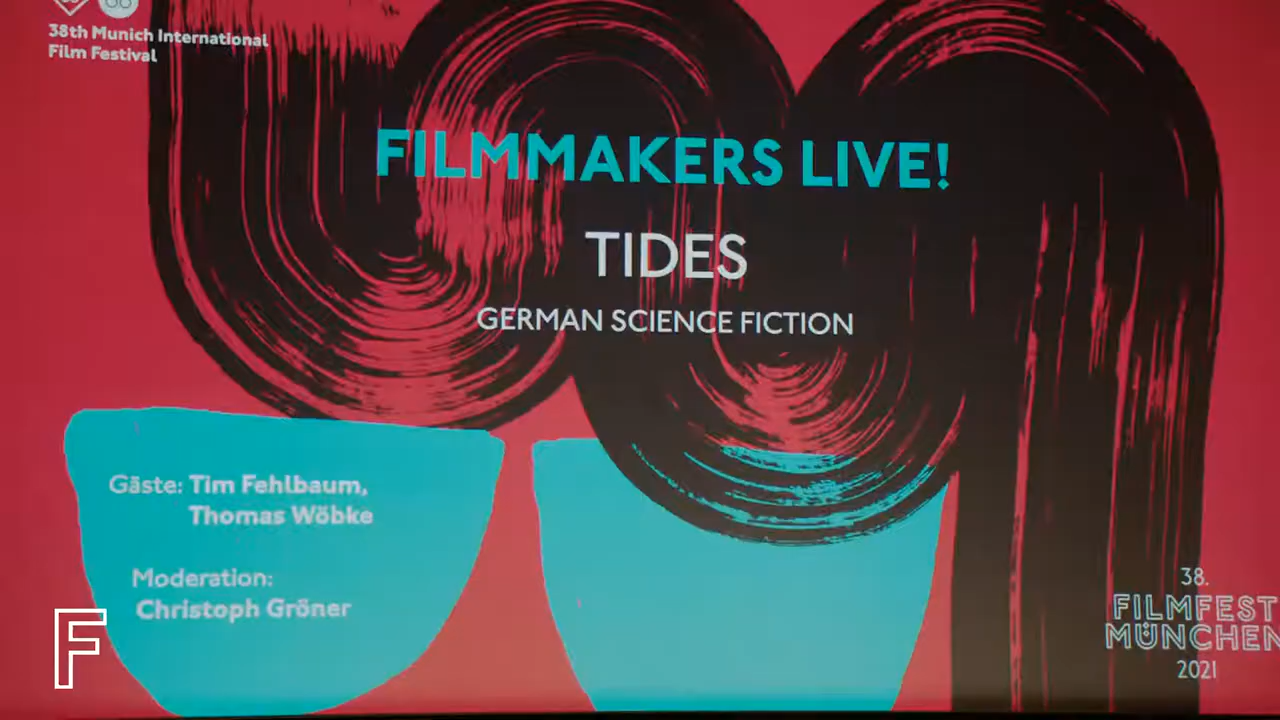 38th Munich International
Film Festival
FILMMAKERS LIVE!
TIDES
GERMAN SCIENCE FICTION
Gäste: Tim Fehlbaum,
Thomas Wöbke
Moderation:
Christoph Gröner
F
38.
FILMFEST
MÜNCHEN
2021